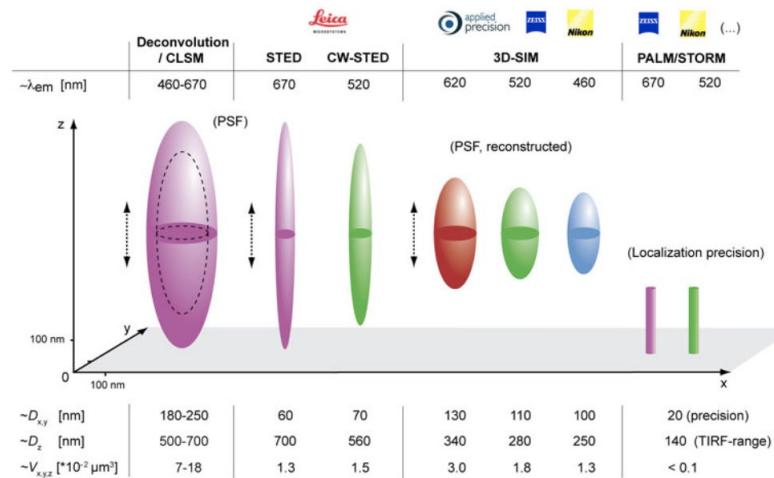 Leica
MICROSYSTEMS
applied precision
ZEISS
Nikon
ZEISS
Nikon
(...)
Deconvolution / CLSM STED CW-STED 3D-SIM PALM/STORM
~λem [nm] 460-670 670 520 620 520 460 670 520
z
(PSF)
(PSF, reconstructed)
(Localization precision)
y
100 nm
0
100 nm
x
~Dx,y [nm] 180-250 60 70 130 110 100 20 (precision)
~Dz [nm] 500-700 700 560 340 280 250 140 (TIRF-range)
~Vx,y,z [*10⁻² µm³] 7-18 1.3 1.5 3.0 1.8 1.3 < 0.1